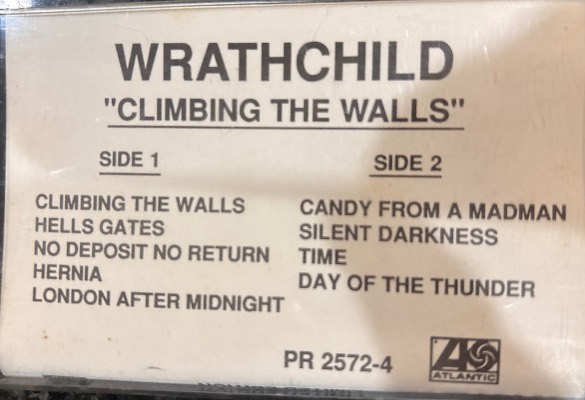 WRATHCHILD
"CLIMBING THE WALLS"
SIDE 1
CLIMBING THE WALLS
HELLS GATES
NO DEPOSIT NO RETURN
HERNIA
LONDON AFTER MIDNIGHT
SIDE 2
CANDY FROM A MADMAN
SILENT DARKNESS
TIME
DAY OF THE THUNDER
PR 2572-4
ATLANTIC